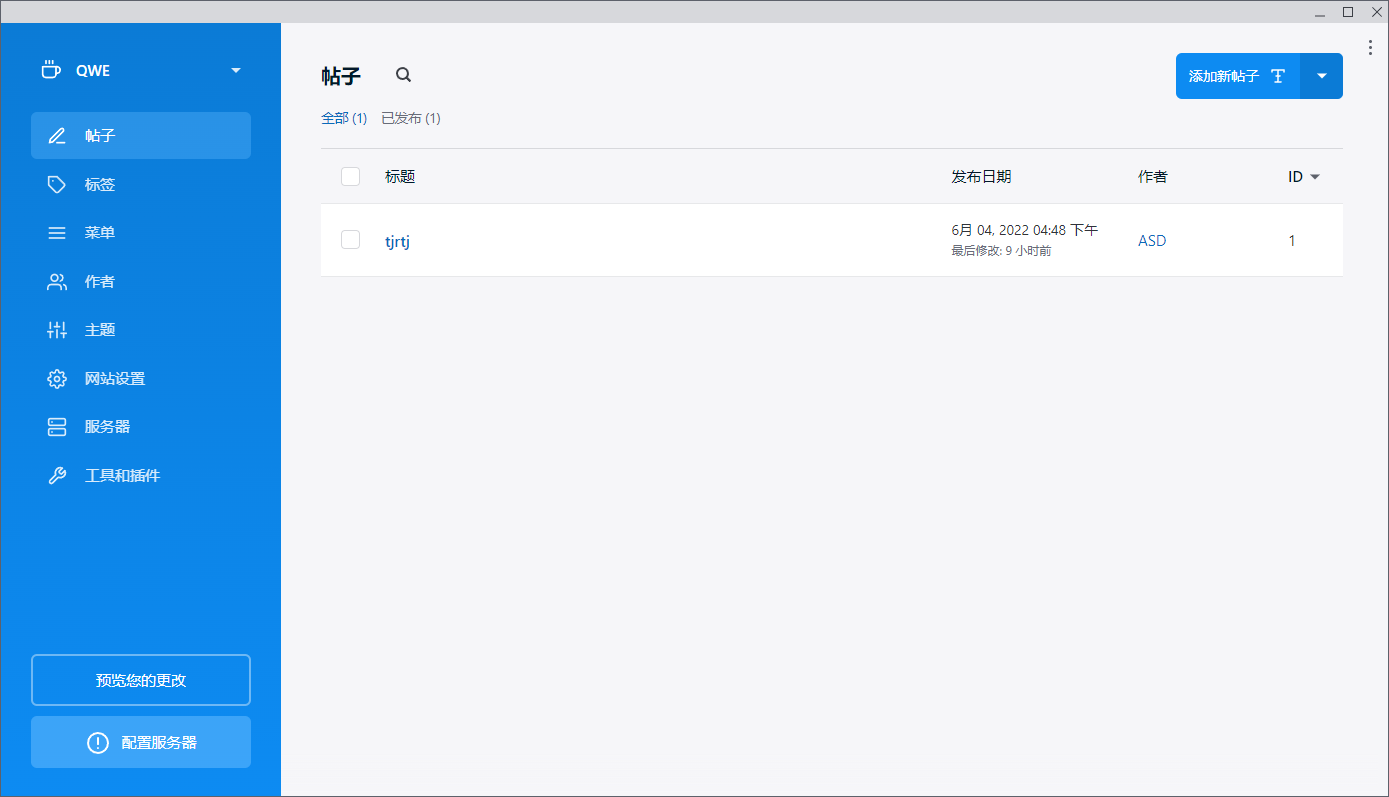 QWE
帖子
标签
菜单
作者
主题
网站设置
服务器
工具和插件
预览您的更改
配置服务器
帖子
添加新帖子
全部 (1) 已发布 (1)
标题 发布日期 作者 ID
tjrtj 6月 04, 2022 04:48 下午 ASD 1
最后修改: 9 小时前